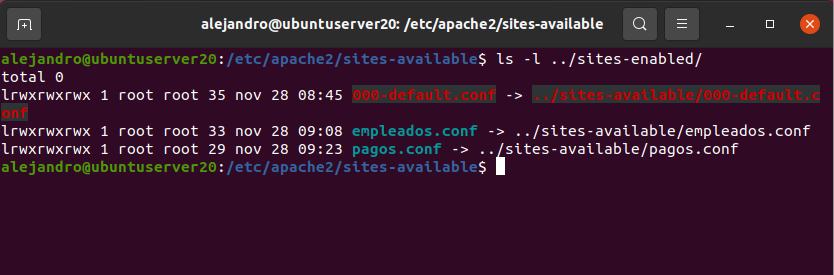 alejandro@ubuntuserver20: /etc/apache2/sites-available
alejandro@ubuntuserver20:/etc/apache2/sites-available$ ls -l ../sites-enabled/
total 0
lrwxrwxrwx 1 root root 35 nov 28 08:45 000-default.conf -> ../sites-available/000-default.c
onf
lrwxrwxrwx 1 root root 33 nov 28 09:08 empleados.conf -> ../sites-available/empleados.conf
lrwxrwxrwx 1 root root 29 nov 28 09:23 pagos.conf -> ../sites-available/pagos.conf
alejandro@ubuntuserver20:/etc/apache2/sites-available$